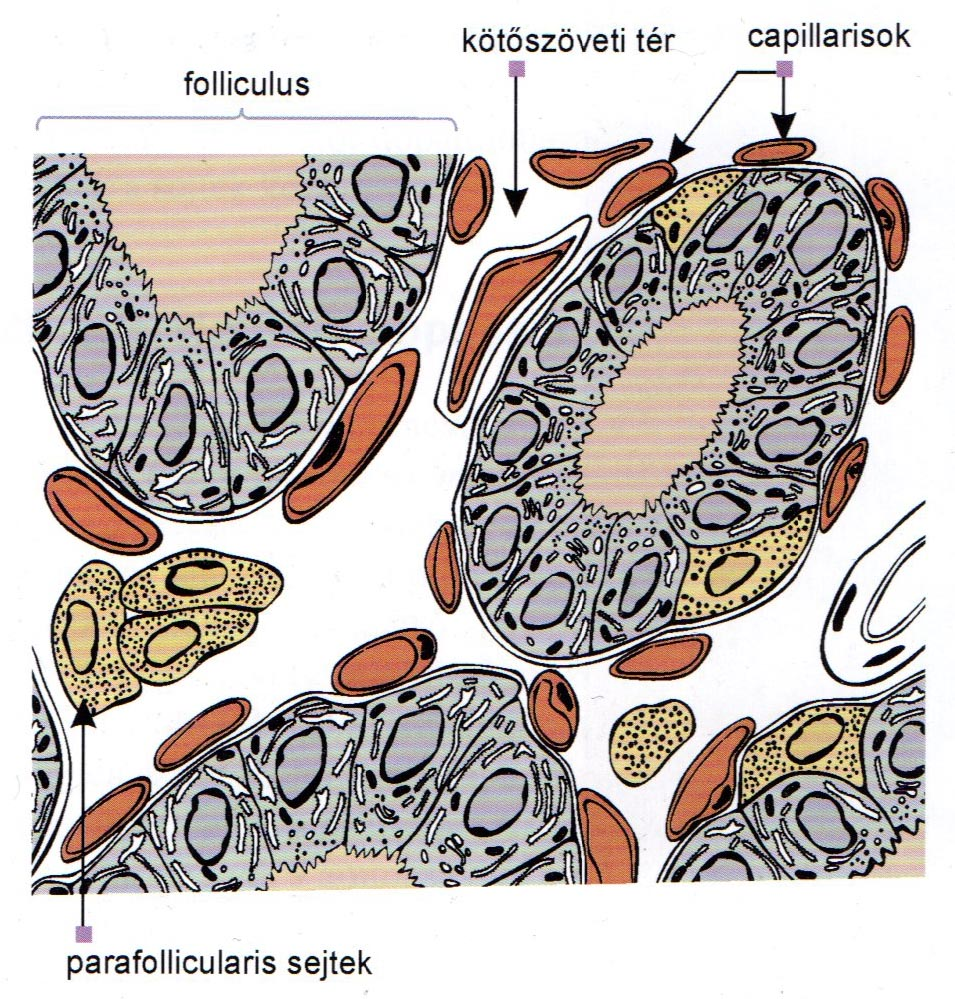 kötőszöveti tér
capillarisok
folliculus
parafollicularis sejtek